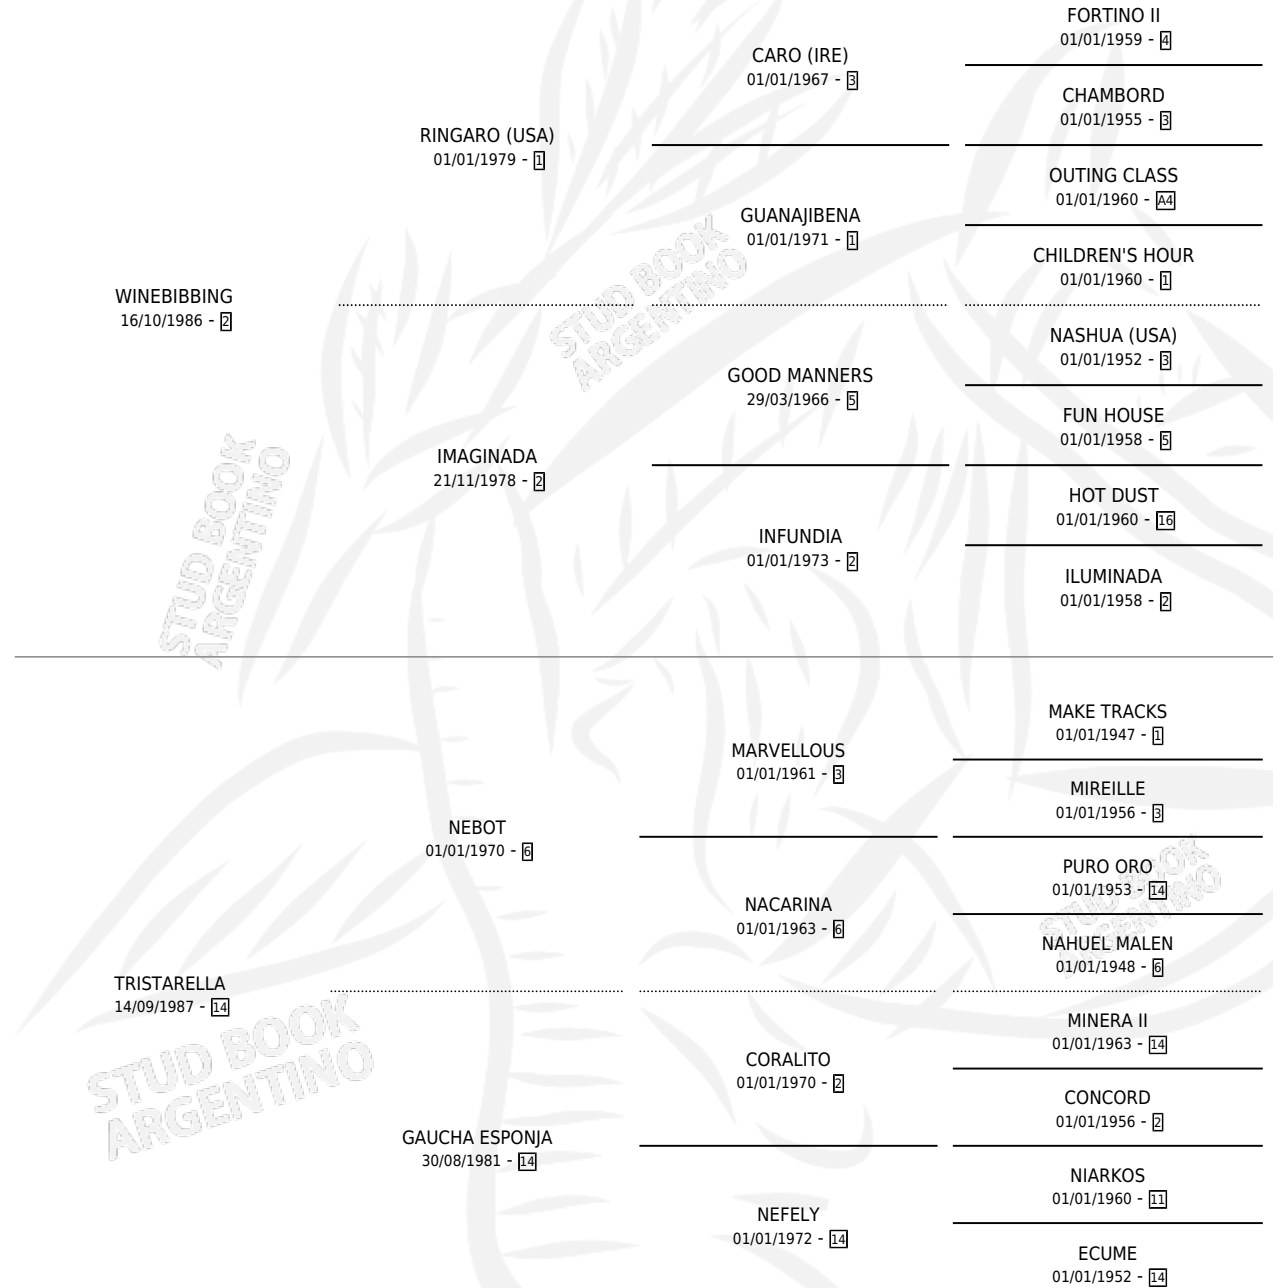 FORTINO II
01/01/1959 - 4
CARO (IRE)
01/01/1967 - 3
CHAMBORD
01/01/1955 - 3
RINGARO (USA)
01/01/1979 - 1
OUTING CLASS
01/01/1960 - A4
GUANAJIBENA
01/01/1971 - 1
CHILDREN'S HOUR
01/01/1960 - 1
WINEBIBBING
16/10/1986 - 2
STUD BOOK
ARGENTINO
NASHUA (USA)
01/01/1952 - 3
GOOD MANNERS
29/03/1966 - 5
FUN HOUSE
01/01/1958 - 5
IMAGINADA
21/11/1978 - 2
HOT DUST
01/01/1960 - 16
INFUNDIA
01/01/1973 - 2
ILUMINADA
01/01/1958 - 2
STUD BOOK
ARGENTINO
MAKE TRACKS
01/01/1947 - 1
MARVELLOUS
01/01/1961 - 3
MIREILLE
01/01/1956 - 3
NEBOT
01/01/1970 - 6
PURO ORO
01/01/1953 - 14
NACARINA
01/01/1963 - 6
NAHUEL MALEN
01/01/1948 - 6
STUD BOOK
ARGENTINO
TRISTARELLA
14/09/1987 - 14
MINERA II
01/01/1963 - 14
CORALITO
01/01/1970 - 2
CONCORD
01/01/1956 - 2
STUD BOOK
ARGENTINO
GAUCHA ESPONJA
30/08/1981 - 14
NIARKOS
01/01/1960 - 11
NEFELY
01/01/1972 - 14
ECUME
01/01/1952 - 14